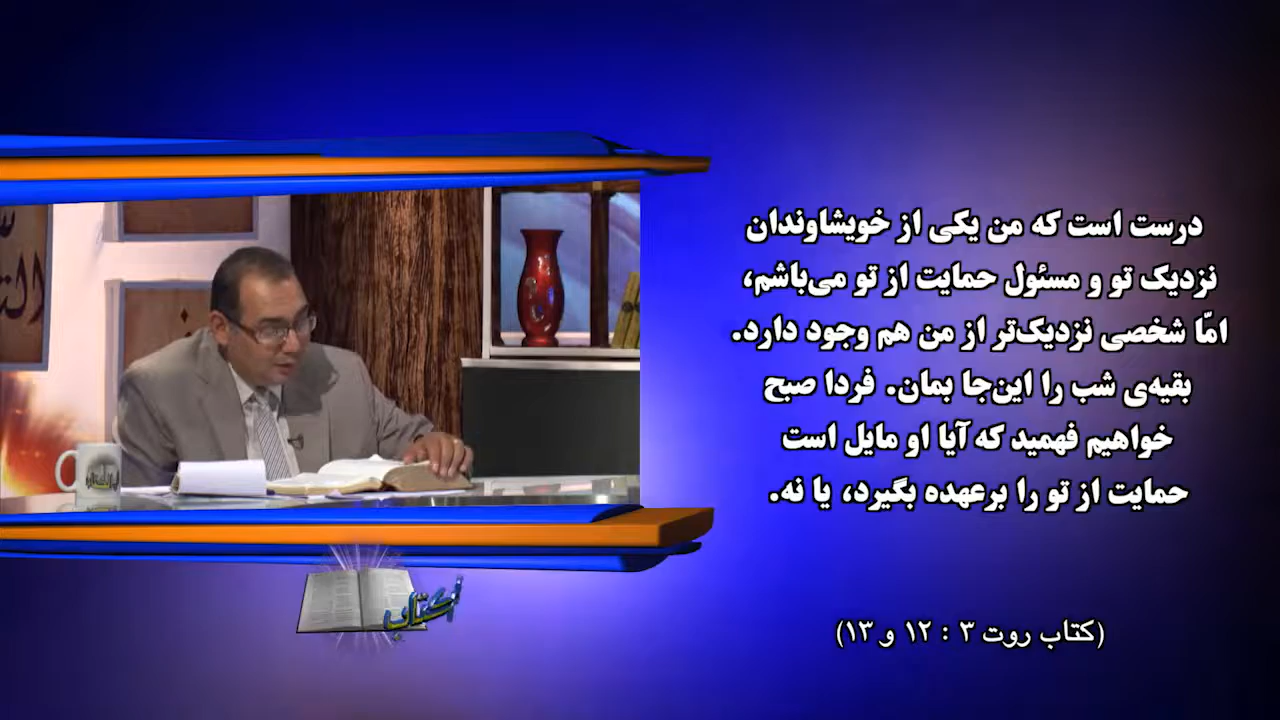 درست است که من یکی از خویشاوندان
نزدیک تو و مسئول حمایت از تو می‌باشم،
امّا شخصی نزدیک‌تر از من هم وجود دارد.
بقیه‌ی شب را این‌جا بمان. فردا صبح
خواهیم فهمید که آیا او مایل است
حمایت از تو را برعهده بگیرد، یا نه.
(کتاب روت ۳ : ۱۲ و ۱۳)